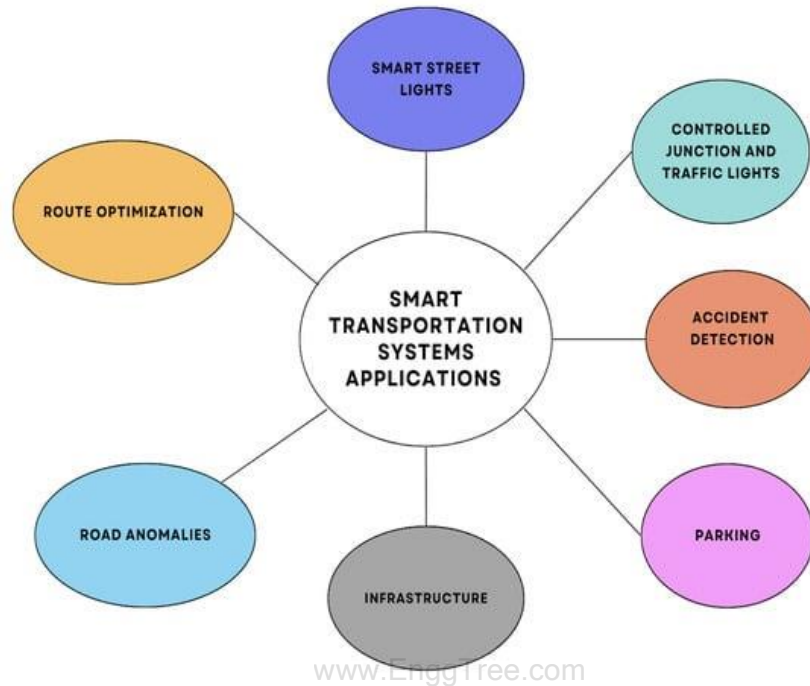 SMART STREET
LIGHTS
CONTROLLED
JUNCTION AND
TRAFFIC LIGHTS
ROUTE OPTIMIZATION
SMART
TRANSPORTATION
SYSTEMS
APPLICATIONS
ACCIDENT
DETECTION
ROAD ANOMALIES
PARKING
INFRASTRUCTURE
www.EnggTree.com